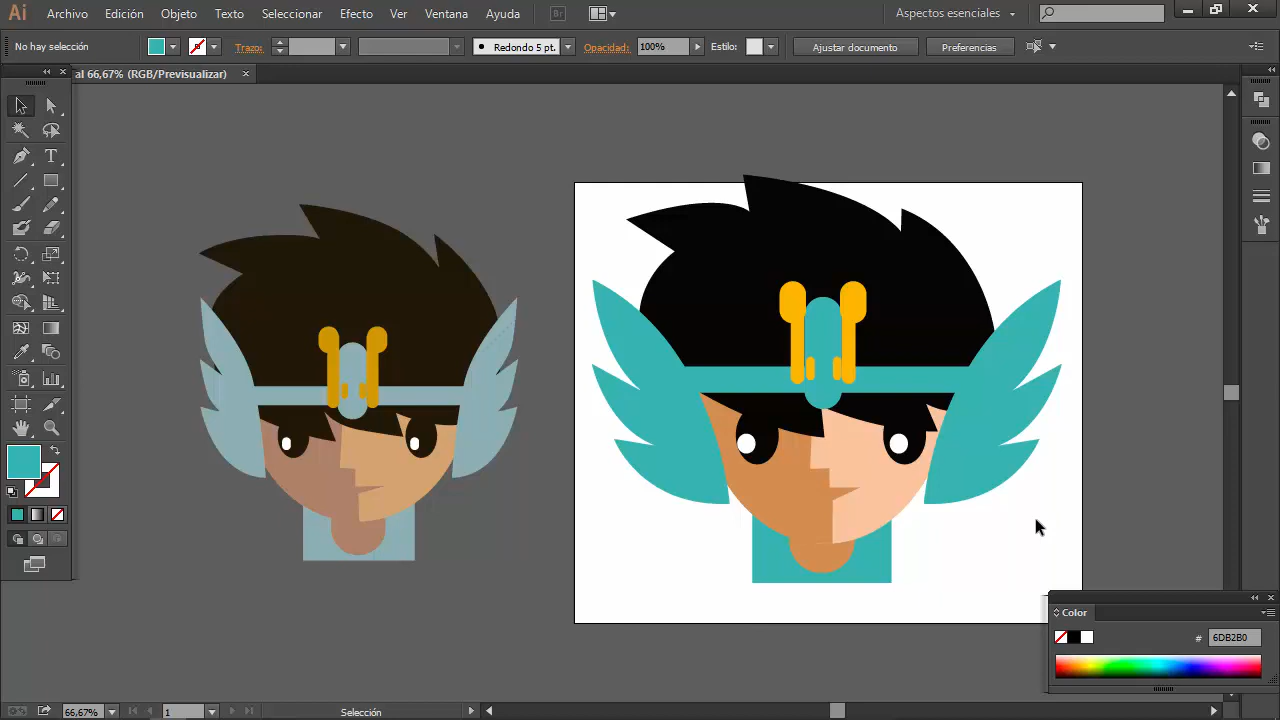 Ai Archivo Edición Objeto Texto Seleccionar Efecto Ver Ventana Ayuda Br Aspectos esenciales
No hay selección Trazo: Redondo 5 pt. Opacidad: 100% Estilo: Ajustar documento Preferencias
al 66,67% (RGB/Previsualizar)
T
Color
# 6DB2B0
66,67% 1 Selección